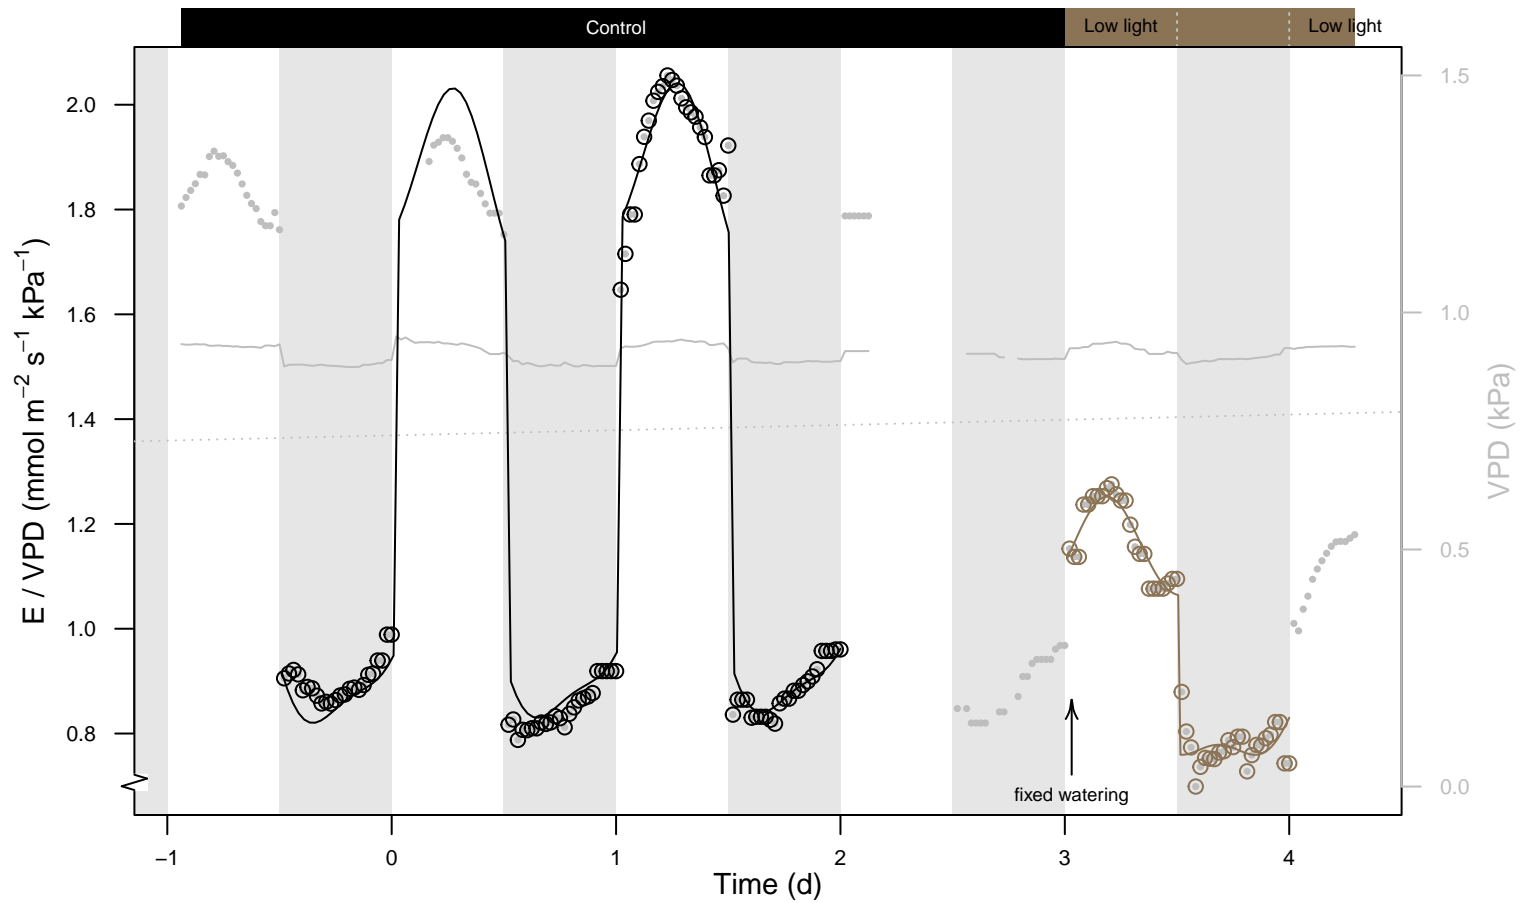 Control
Low light
Low light
E / VPD (mmol m−2 s−1 kPa−1)
2.0
1.8
1.6
1.4
1.2
1.0
0.8
1.5
1.0
0.5
0.0
VPD (kPa)
fixed watering
−1 0 1 2 3 4
Time (d)